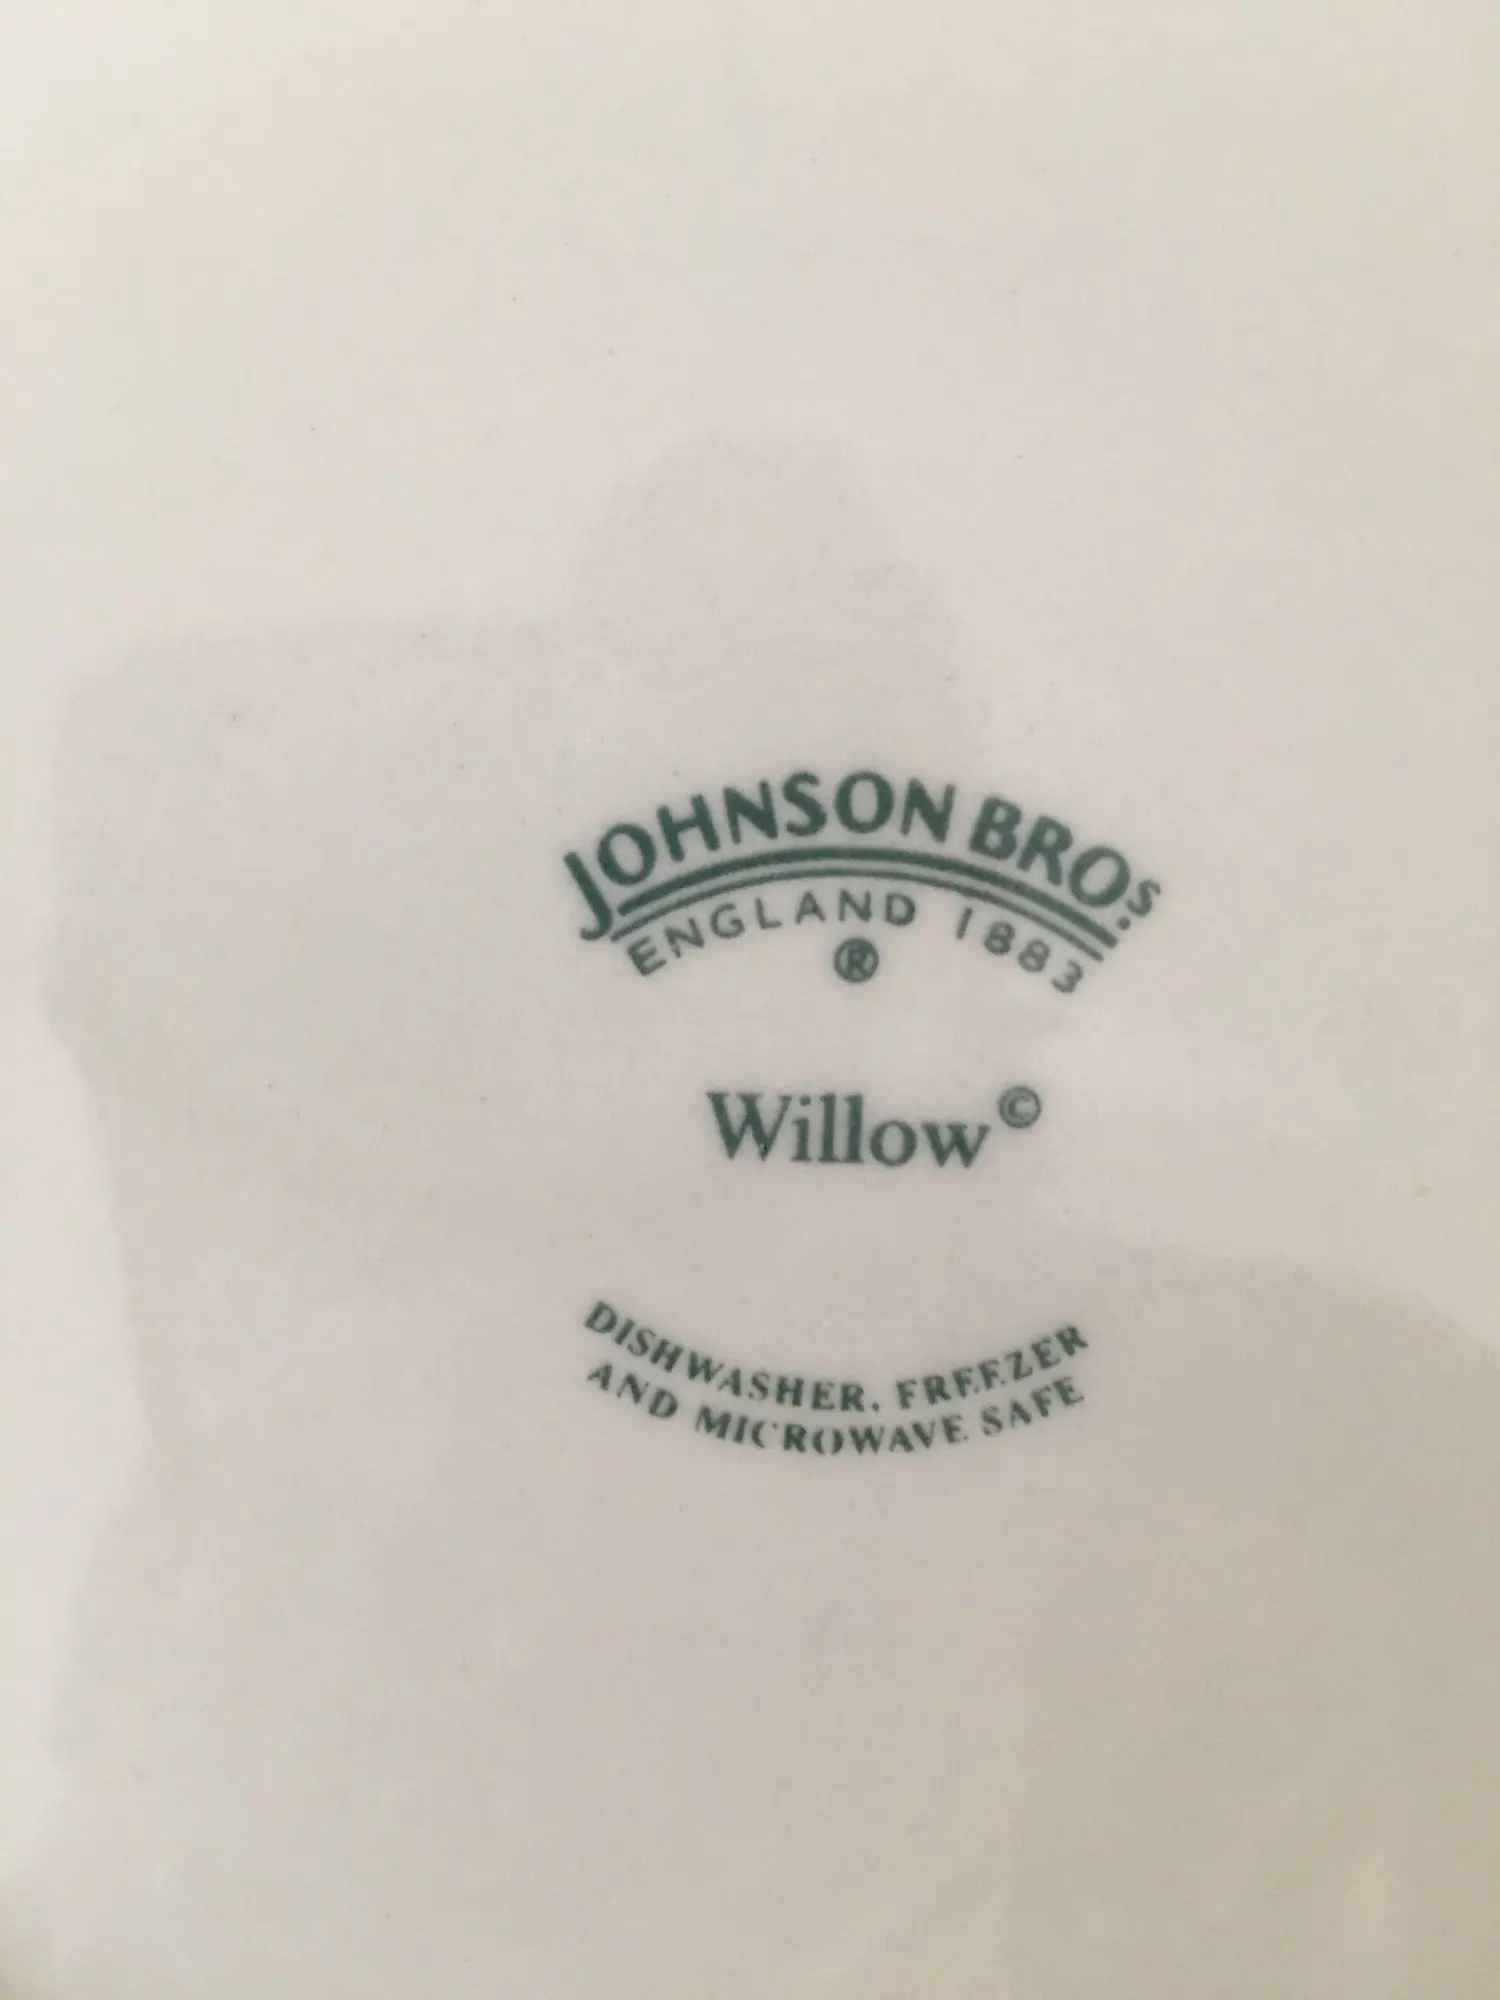 JOHNSON BROS.
ENGLAND 1883
®
Willow©
DISHWASHER, FREEZER
AND MICROWAVE SAFE